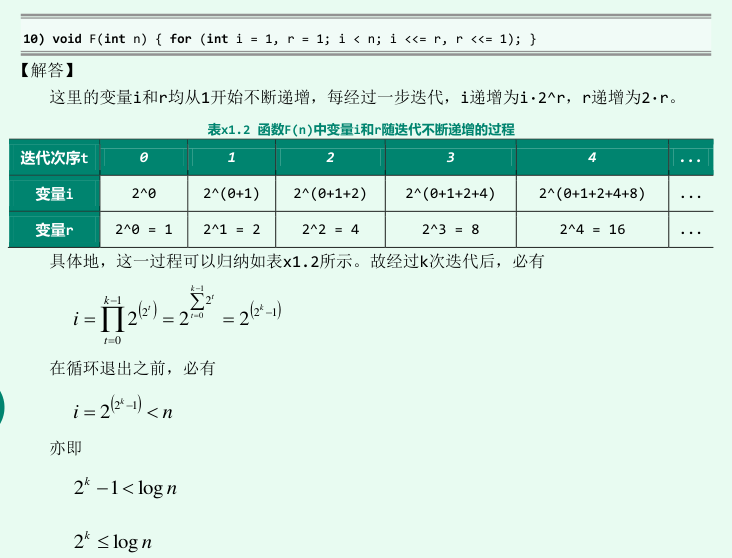 10) void F(int n) { for (int i = 1, r = 1; i < n; i <<= r, r <<= 1); }
【解答】
这里的变量i和r均从1开始不断递增，每经过一步迭代，i递增为i·2^r，r递增为2·r。
表x1.2 函数F(n)中变量i和r随迭代不断递增的过程
迭代次序t 0 1 2 3 4 ...
变量i 2^0 2^(0+1) 2^(0+1+2) 2^(0+1+2+4) 2^(0+1+2+4+8) ...
变量r 2^0 = 1 2^1 = 2 2^2 = 4 2^3 = 8 2^4 = 16 ...
具体地，这一过程可以归纳如表x1.2所示。故经过k次迭代后，必有
i = ∏_{t=0}^{k-1} 2^(2^t) = 2^{∑_{t=0}^{k-1} 2^t} = 2^(2^k-1)
在循环退出之前，必有
i = 2^(2^k-1) < n
亦即
2^k - 1 < log n
2^k ≤ log n